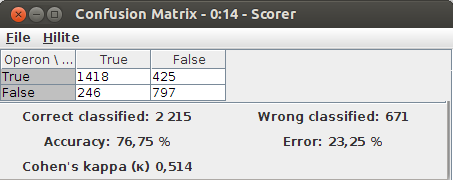 Confusion Matrix - 0:14 - Scorer
File Hilite
Operon \ ... True False
True 1418 425
False 246 797
Correct classified: 2 215 Wrong classified: 671
Accuracy: 76,75 % Error: 23,25 %
Cohen's kappa (κ) 0,514